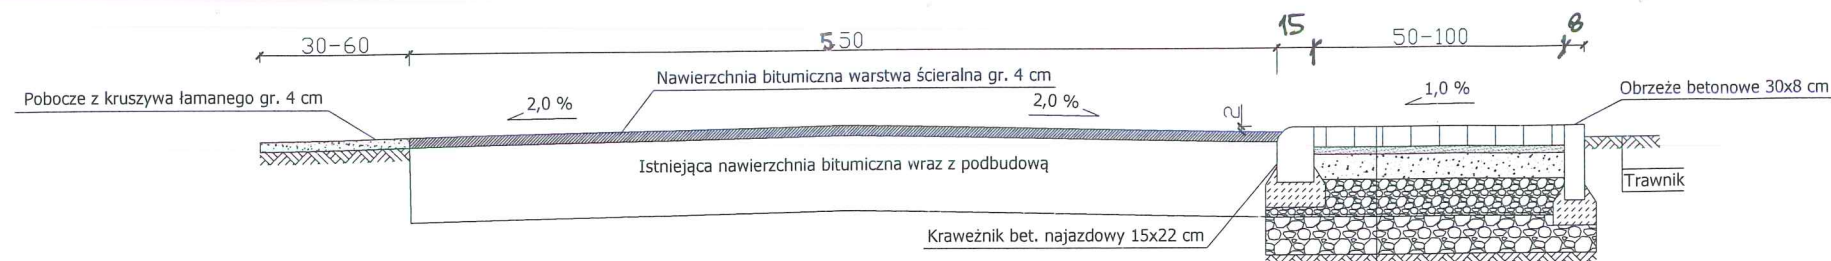 30-60
550
15
50-100
8
Nawierzchnia bitumiczna warstwa ścieralna gr. 4 cm
Pobocze z kruszywa łamanego gr. 4 cm
2,0 %
2,0 %
2
1,0 %
Obrzeże betonowe 30x8 cm
Istniejąca nawierzchnia bitumiczna wraz z podbudową
Trawnik
Kraweżnik bet. najazdowy 15x22 cm